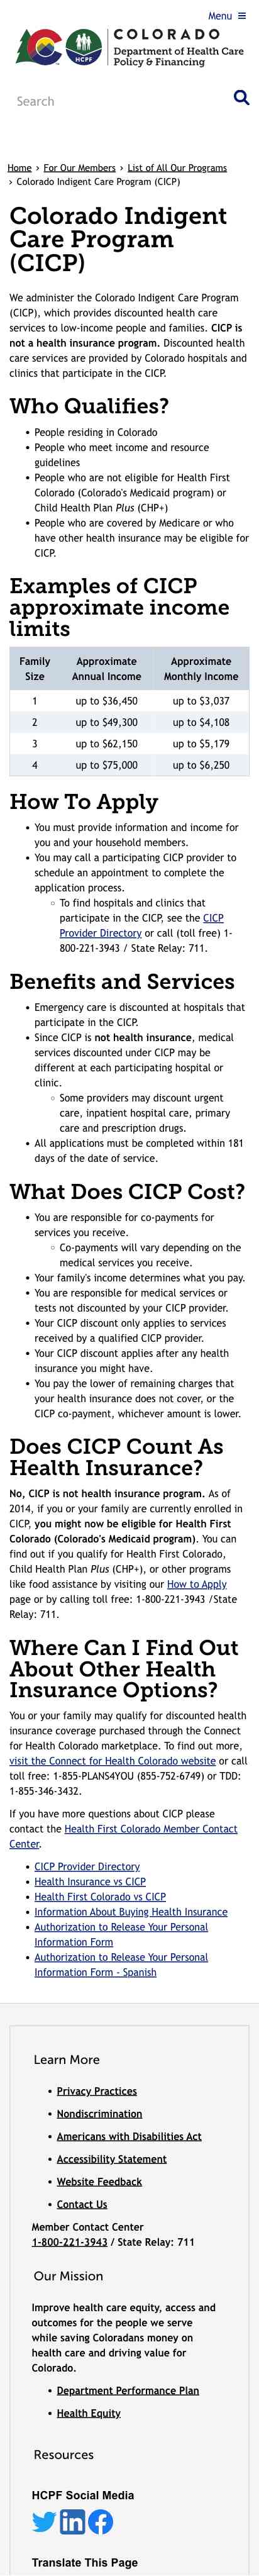 Menu ≡
COLORADO
Department of Health Care
Policy & Financing
HCPF
Search
Home › For Our Members › List of All Our Programs
› Colorado Indigent Care Program (CICP)
Colorado Indigent
Care Program
(CICP)
We administer the Colorado Indigent Care Program
(CICP), which provides discounted health care
services to low-income people and families. CICP is
not a health insurance program. Discounted health
care services are provided by Colorado hospitals and
clinics that participate in the CICP.
Who Qualifies?
• People residing in Colorado
• People who meet income and resource
guidelines
• People who are not eligible for Health First
Colorado (Colorado's Medicaid program) or
Child Health Plan Plus (CHP+)
• People who are covered by Medicare or who
have other health insurance may be eligible for
CICP.
Examples of CICP
approximate income
limits
Family Size Approximate Annual Income Approximate Monthly Income
1 up to $36,450 up to $3,037
2 up to $49,300 up to $4,108
3 up to $62,150 up to $5,179
4 up to $75,000 up to $6,250
How To Apply
• You must provide information and income for
you and your household members.
• You may call a participating CICP provider to
schedule an appointment to complete the
application process.
◦ To find hospitals and clinics that
participate in the CICP, see the CICP
Provider Directory or call (toll free) 1-
800-221-3943 / State Relay: 711.
Benefits and Services
• Emergency care is discounted at hospitals that
participate in the CICP.
• Since CICP is not health insurance, medical
services discounted under CICP may be
different at each participating hospital or
clinic.
◦ Some providers may discount urgent
care, inpatient hospital care, primary
care and prescription drugs.
• All applications must be completed within 181
days of the date of service.
What Does CICP Cost?
• You are responsible for co-payments for
services you receive.
◦ Co-payments will vary depending on the
medical services you receive.
• Your family's income determines what you pay.
• You are responsible for medical services or
tests not discounted by your CICP provider.
• Your CICP discount only applies to services
received by a qualified CICP provider.
• Your CICP discount applies after any health
insurance you might have.
• You pay the lower of remaining charges that
your health insurance does not cover, or the
CICP co-payment, whichever amount is lower.
Does CICP Count As
Health Insurance?
No, CICP is not health insurance program. As of
2014, if you or your family are currently enrolled in
CICP, you might now be eligible for Health First
Colorado (Colorado's Medicaid program). You can
find out if you qualify for Health First Colorado,
Child Health Plan Plus (CHP+), or other programs
like food assistance by visiting our How to Apply
page or by calling toll free: 1-800-221-3943 /State
Relay: 711.
Where Can I Find Out
About Other Health
Insurance Options?
You or your family may qualify for discounted health
insurance coverage purchased through the Connect
for Health Colorado marketplace. To find out more,
visit the Connect for Health Colorado website or call
toll free: 1-855-PLANS4YOU (855-752-6749) or TDD:
1-855-346-3432.
If you have more questions about CICP please
contact the Health First Colorado Member Contact
Center.
• CICP Provider Directory
• Health Insurance vs CICP
• Health First Colorado vs CICP
• Information About Buying Health Insurance
• Authorization to Release Your Personal
Information Form
• Authorization to Release Your Personal
Information Form - Spanish
Learn More
• Privacy Practices
• Nondiscrimination
• Americans with Disabilities Act
• Accessibility Statement
• Website Feedback
• Contact Us
Member Contact Center
1-800-221-3943 / State Relay: 711
Our Mission
Improve health care equity, access and
outcomes for the people we serve
while saving Coloradans money on
health care and driving value for
Colorado.
• Department Performance Plan
• Health Equity
Resources
HCPF Social Media
Translate This Page